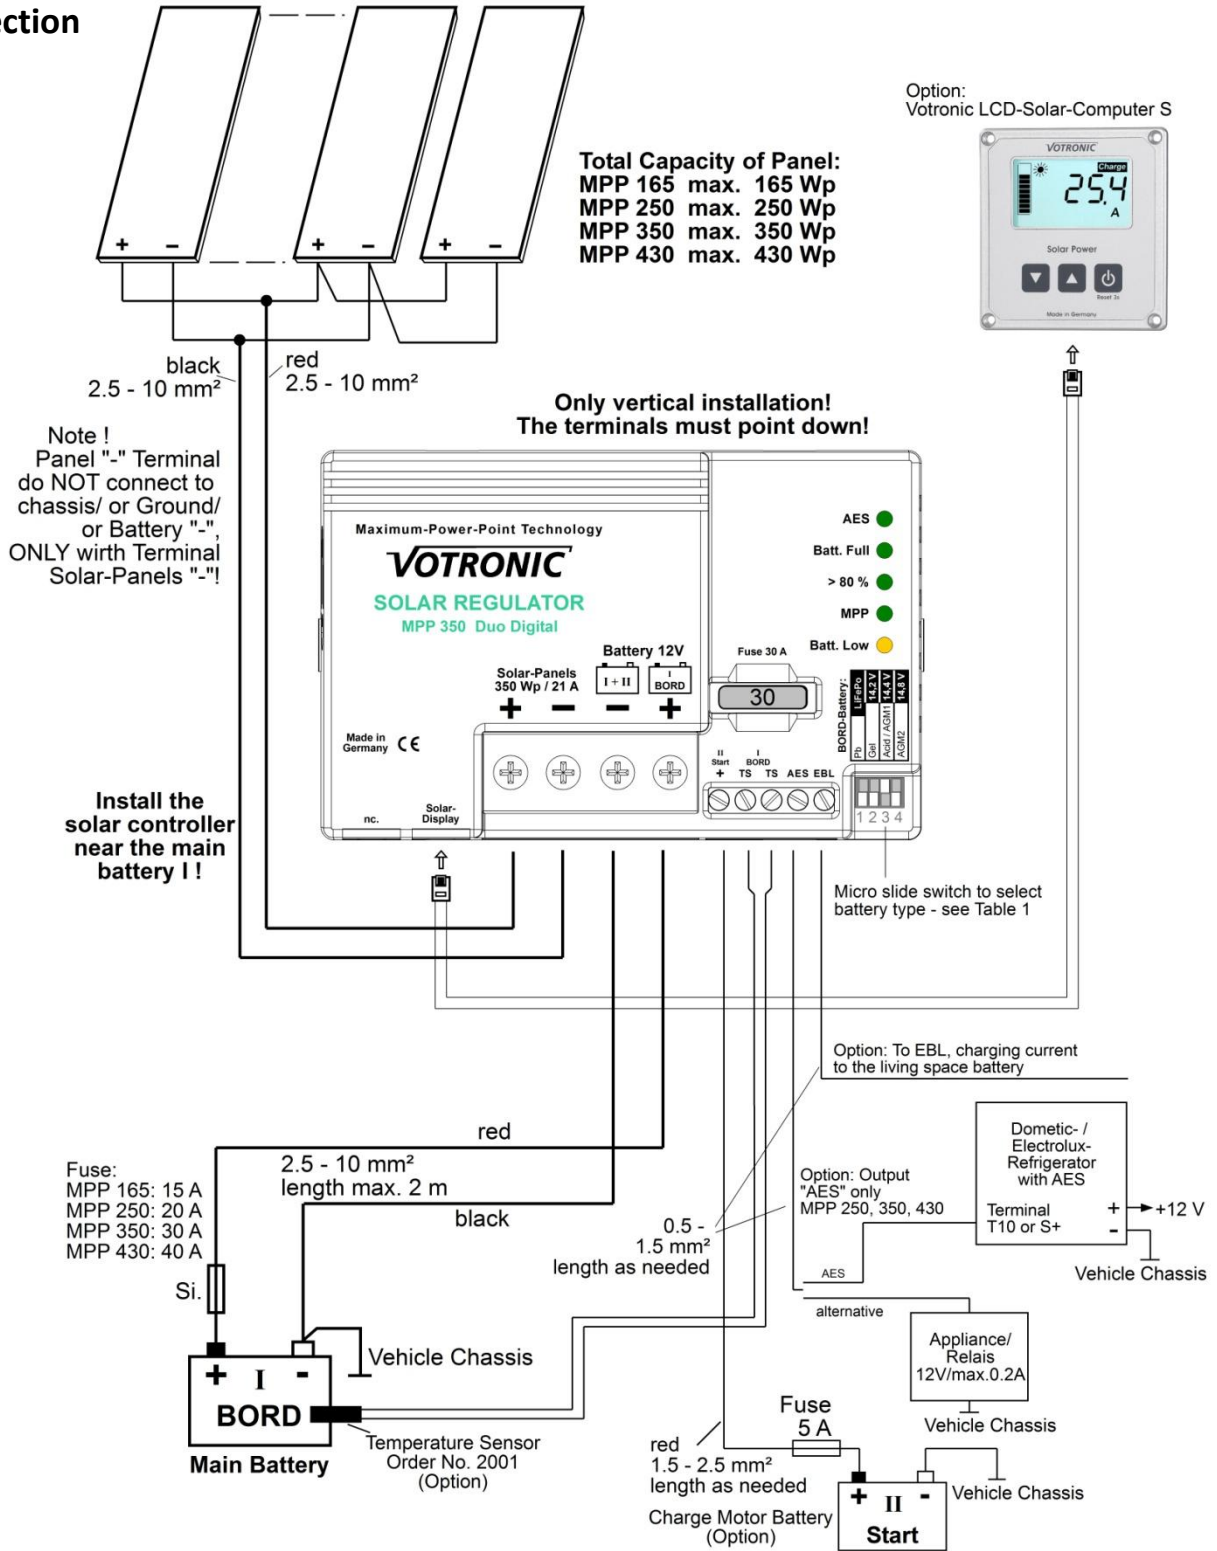 ection
Option:
Votronic LCD-Solar-Computer S
VOTRONIC
Charge
25.4
A
Solar Power
Reset 3s
Made in Germany
Total Capacity of Panel:
MPP 165 max. 165 Wp
MPP 250 max. 250 Wp
MPP 350 max. 350 Wp
MPP 430 max. 430 Wp
+ -
+ -
+ -
black
2.5 - 10 mm²
red
2.5 - 10 mm²
Only vertical installation!
The terminals must point down!
Note !
Panel "-" Terminal
do NOT connect to
chassis/ or Ground/
or Battery "-",
ONLY wirth Terminal
Solar-Panels "-"!
Maximum-Power-Point Technology
VOTRONIC
SOLAR REGULATOR
MPP 350 Duo Digital
AES
Batt. Full
> 80 %
MPP
Batt. Low
Battery 12V
Solar-Panels
350 Wp / 21 A
I + II
I
BORD
+ - - +
Fuse 30 A
30
BORD-Battery:
Pb LiFePo
Gel 14,2 V
Acid / AGM1 14,4 V
AGM2 14,8 V
Made in
Germany CE
II
Start
+
I
BORD
TS TS AES EBL
1 2 3 4
nc.
Solar-
Display
Install the
solar controller
near the main
battery I !
Micro slide switch to select
battery type - see Table 1
Option: To EBL, charging current
to the living space battery
red
2.5 - 10 mm²
length max. 2 m
black
Fuse:
MPP 165: 15 A
MPP 250: 20 A
MPP 350: 30 A
MPP 430: 40 A
Si.
0.5 -
1.5 mm²
length as needed
Option: Output
"AES" only
MPP 250, 350, 430
Dometic- /
Electrolux-
Refrigerator
with AES
Terminal
T10 or S+
+
-
+12 V
Vehicle Chassis
AES
alternative
Appliance/
Relais
12V/max.0.2A
Vehicle Chassis
+ I -
BORD
Main Battery
Vehicle Chassis
Temperature Sensor
Order No. 2001
(Option)
Fuse
5 A
red
1.5 - 2.5 mm²
length as needed
Charge Motor Battery
(Option)
+ II -
Start
Vehicle Chassis